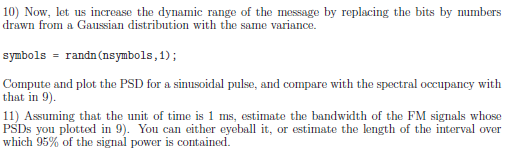 10) Now, let us increase the dynamic range of the message by replacing the bits by numbers
drawn from a Gaussian distribution with the same variance.
symbols = randn(nsymbols,1);
Compute and plot the PSD for a sinusoidal pulse, and compare with the spectral occupancy with
that in 9).
11) Assuming that the unit of time is 1 ms, estimate the bandwidth of the FM signals whose
PSDs you plotted in 9). You can either eyeball it, or estimate the length of the interval over
which 95% of the signal power is contained.